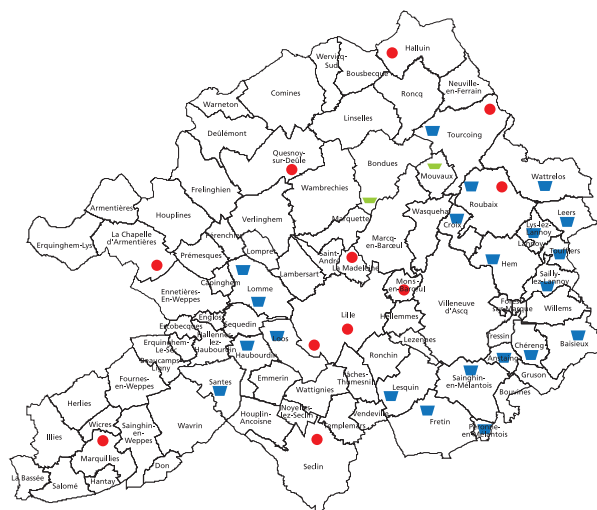 Halluin
Wervicq-
Sud
Bousbecque
Comines
Roncq
Neuville-
en-Ferrain
Warneton
Linselles
Deûlémont
Tourcoing
Quesnoy-
sur-Deûle
Bondues
Mouvaux
Wattrelos
Frelinghien
Wambrechies
Roubaix
Armentières
Houplines
Verlinghem
Marquette
Wasquehal
Croix
Leers
Lys-lez-
Lannoy
Lannoy
Erquinghem-Lys
La Chapelle
d'Armentières
Pérenchies
Marcq-
en-Barœul
Toufflers
Prémesques
Lompret
Saint-
André
La Madeleine
Hem
Sailly-
lez-Lannoy
Capinghem
Lambersart
Ennetières-
En-Weppes
Lomme
Mons-
en-Barœul
Villeneuve
d'Ascq
Forest-
sur-Marque
Willems
Englos
Lille
Escobecques
Sequedin
Hellemmes
Erquinghem-
Le-Sec
Hallennes-
lez-
Haubourdin
Loos
Haubourdin
Lezennes
Tressin
Chéreng
Baisieux
Beaucamps-
Ligny
Ronchin
Anstaing
Fournes-
en-Weppes
Santes
Emmerin
Wattignies
Faches-
Thumesnil
Lesquin
Sainghin
en-Mélantois
Gruson
Bouvines
Herlies
Houplin-
Ancoisne
Noyelles-
lez-Seclin
Vendeville
Templemars
Fretin
Péronne-
en-Mélantois
Illies
Wicres
Sainghin-
en-
Weppes
Wavrin
Marquillies
Don
Seclin
La Bassée
Salomé
Hantay